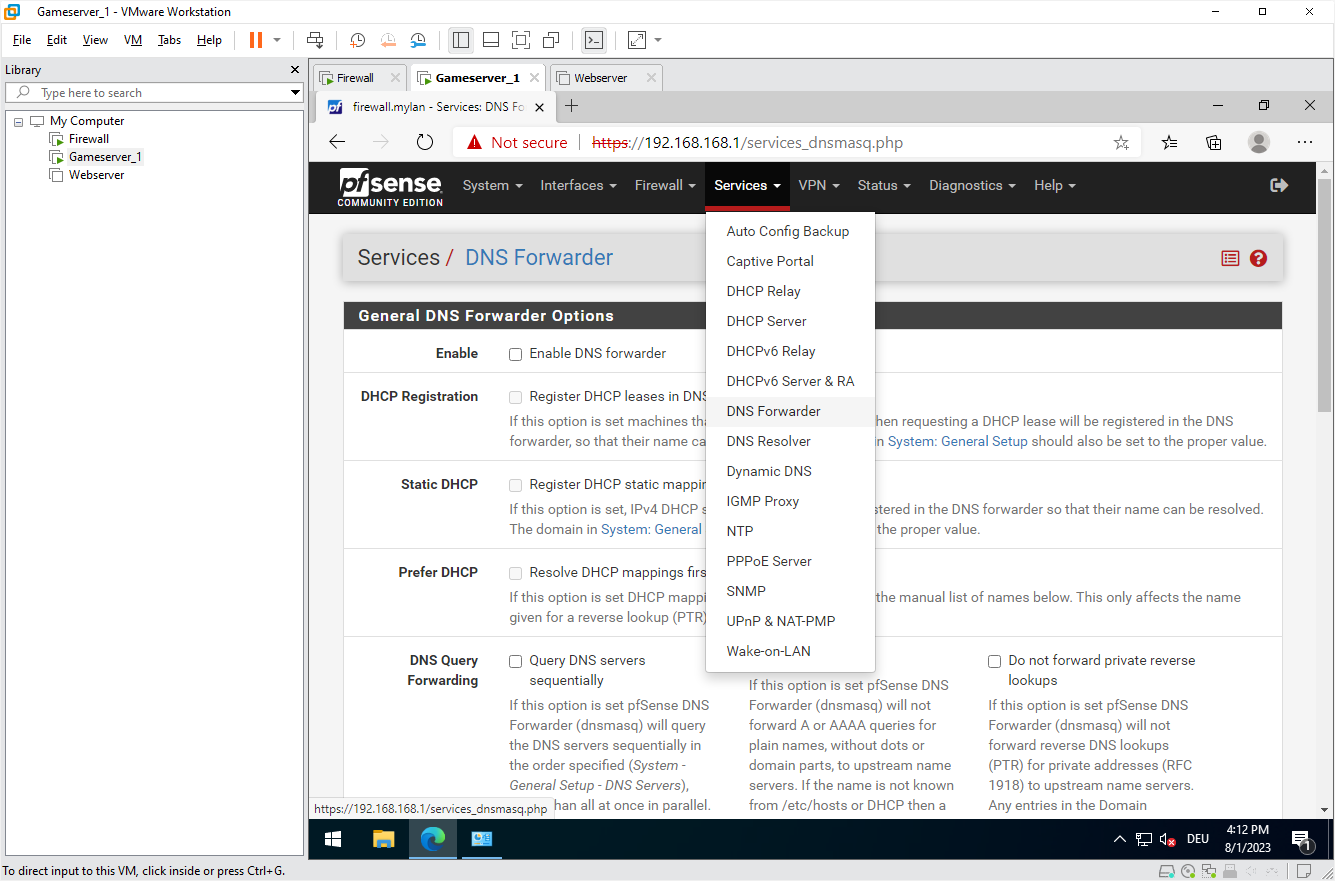 Gameserver_1 - VMware Workstation
File Edit View VM Tabs Help
Library
Type here to search
My Computer
Firewall
Gameserver_1
Webserver
Firewall
Gameserver_1
Webserver
firewall.mylan - Services: DNS Fo
Not secure
https://192.168.168.1/services_dnsmasq.php
pfsense
COMMUNITY EDITION
System Interfaces Firewall Services VPN Status Diagnostics Help
Services / DNS Forwarder
Auto Config Backup
Captive Portal
DHCP Relay
DHCP Server
DHCPv6 Relay
DHCPv6 Server & RA
DNS Forwarder
DNS Resolver
Dynamic DNS
IGMP Proxy
NTP
PPPoE Server
SNMP
UPnP & NAT-PMP
Wake-on-LAN
General DNS Forwarder Options
Enable
Enable DNS forwarder
DHCP Registration
Register DHCP leases in DNS
If this option is set machines tha
hen requesting a DHCP lease will be registered in the DNS
forwarder, so that their name ca
n System: General Setup should also be set to the proper value.
Static DHCP
Register DHCP static mappin
If this option is set, IPv4 DHCP s
stered in the DNS forwarder so that their name can be resolved.
The domain in System: General
the proper value.
Prefer DHCP
Resolve DHCP mappings firs
If this option is set DHCP mappi
the manual list of names below. This only affects the name
given for a reverse lookup (PTR)
DNS Query
Forwarding
Query DNS servers
sequentially
If this option is set pfSense DNS
Forwarder (dnsmasq) will query
the DNS servers sequentially in
the order specified (System -
General Setup - DNS Servers),
han all at once in parallel.
If this option is set pfSense DNS
Forwarder (dnsmasq) will not
forward A or AAAA queries for
plain names, without dots or
domain parts, to upstream name
servers. If the name is not known
from /etc/hosts or DHCP then a
Do not forward private reverse
lookups
If this option is set pfSense DNS
Forwarder (dnsmasq) will not
forward reverse DNS lookups
(PTR) for private addresses (RFC
1918) to upstream name servers.
Any entries in the Domain
https://192.168.168.1/services_dnsmasq.php
DEU
4:12 PM
8/1/2023
1
To direct input to this VM, click inside or press Ctrl+G.